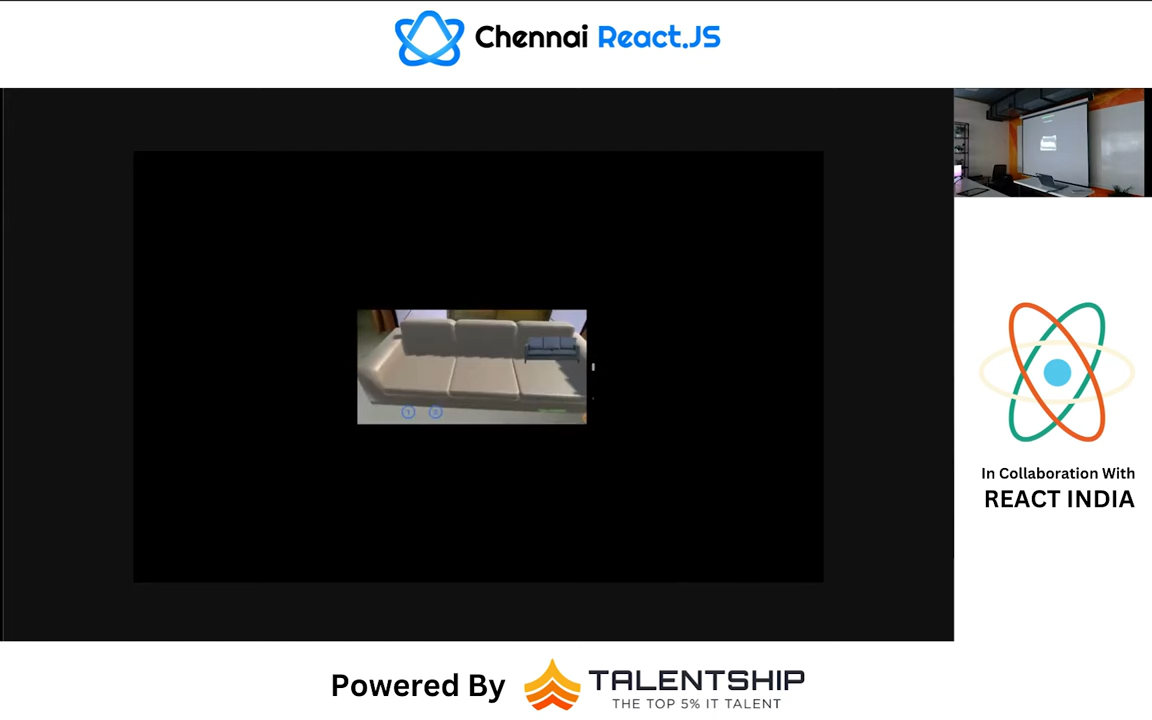 Chennai React.JS
In Collaboration With
REACT INDIA
Powered By
TALENTSHIP
THE TOP 5% IT TALENT